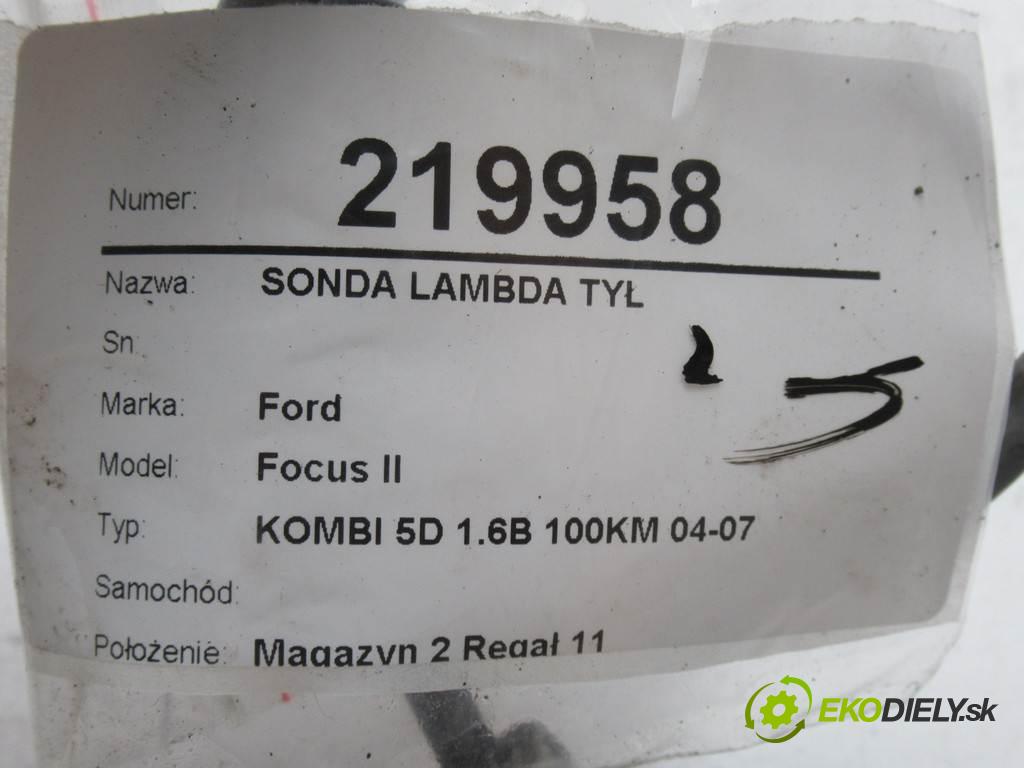 Numer: 219958
Nazwa: SONDA LAMBDA TYŁ
Sn:
Marka: Ford
Model: Focus II
Typ: KOMBI 5D 1.6B 100KM 04-07
Samochód:
Położenie: Magazyn 2 Regał 11
EKODIELY.sk